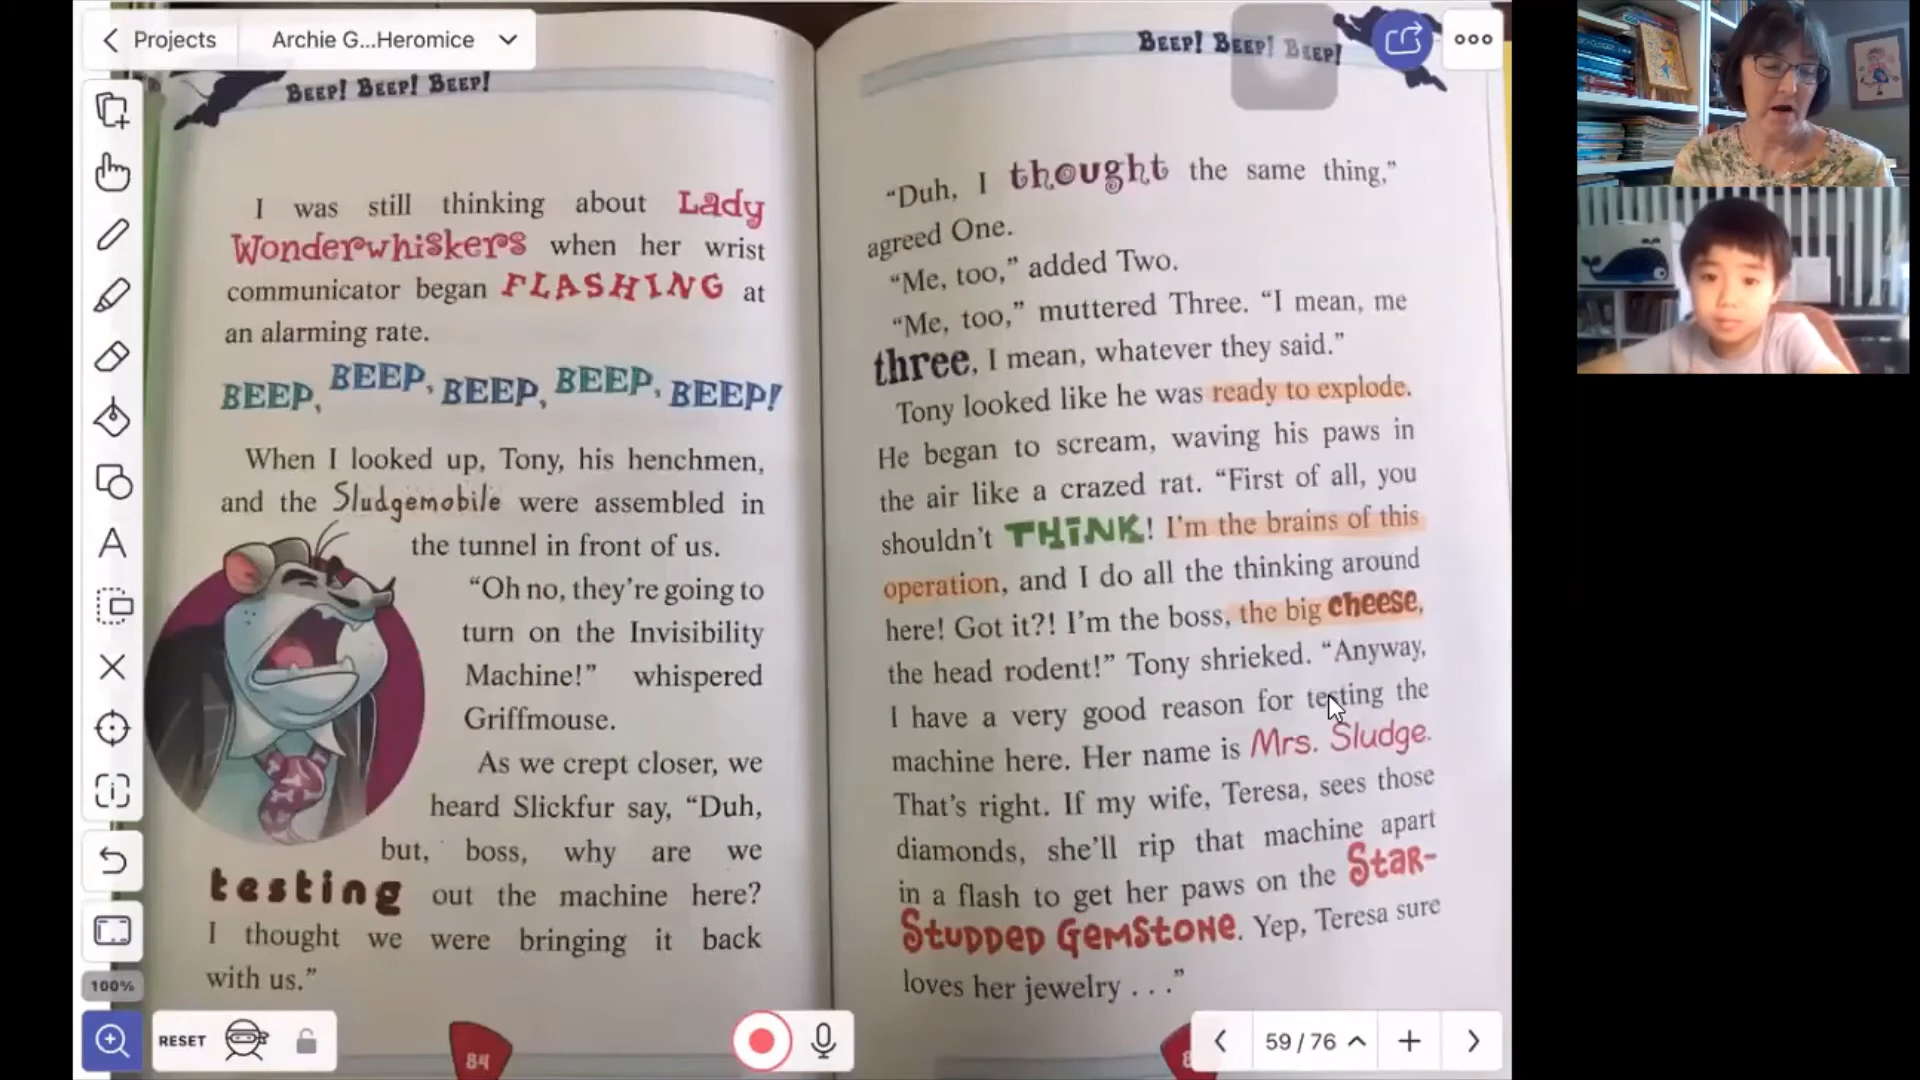 Projects
Archie G...Heromice
BEEP! BEEP! BEEP!
I was still thinking about Lady
Wonderwhiskers when her wrist
communicator began FLASHING at
an alarming rate.
BEEP, BEEP, BEEP, BEEP, BEEP!
When I looked up, Tony, his henchmen,
and the Sludgemobile were assembled in
the tunnel in front of us.
"Oh no, they're going to
turn on the Invisibility
Machine!" whispered
Griffmouse.
As we crept closer, we
heard Slickfur say, "Duh,
but, boss, why are we
testing out the machine here?
I thought we were bringing it back
with us."
84
BEEP! BEEP! BEEP!
"Duh, I thought the same thing,"
agreed One.
"Me, too," added Two.
"Me, too," muttered Three. "I mean, me
three, I mean, whatever they said."
Tony looked like he was ready to explode.
He began to scream, waving his paws in
the air like a crazed rat. "First of all, you
shouldn't THINK! I'm the brains of this
operation, and I do all the thinking around
here! Got it?! I'm the boss, the big cheese,
the head rodent!" Tony shrieked. "Anyway,
I have a very good reason for testing the
machine here. Her name is Mrs. Sludge.
That's right. If my wife, Teresa, sees those
diamonds, she'll rip that machine apart
in a flash to get her paws on the Star-
Studded Gemstone. Yep, Teresa sure
loves her jewelry . . ."
100%
RESET
59 / 76